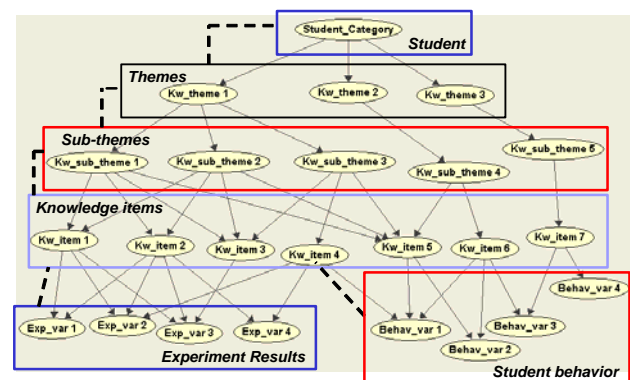 Student_Category
Student
Themes
Kw_theme 1
Kw_theme 2
Kw_theme 3
Sub-themes
Kw_sub_theme 1
Kw_sub_theme 2
Kw_sub_theme 3
Kw_sub_theme 4
Kw_sub_theme 5
Knowledge items
Kw_item 1
Kw_item 2
Kw_item 3
Kw_item 4
Kw_item 5
Kw_item 6
Kw_item 7
Exp_var 1
Exp_var 2
Exp_var 3
Exp_var 4
Experiment Results
Behav_var 4
Behav_var 1
Behav_var 3
Behav_var 2
Student behavior